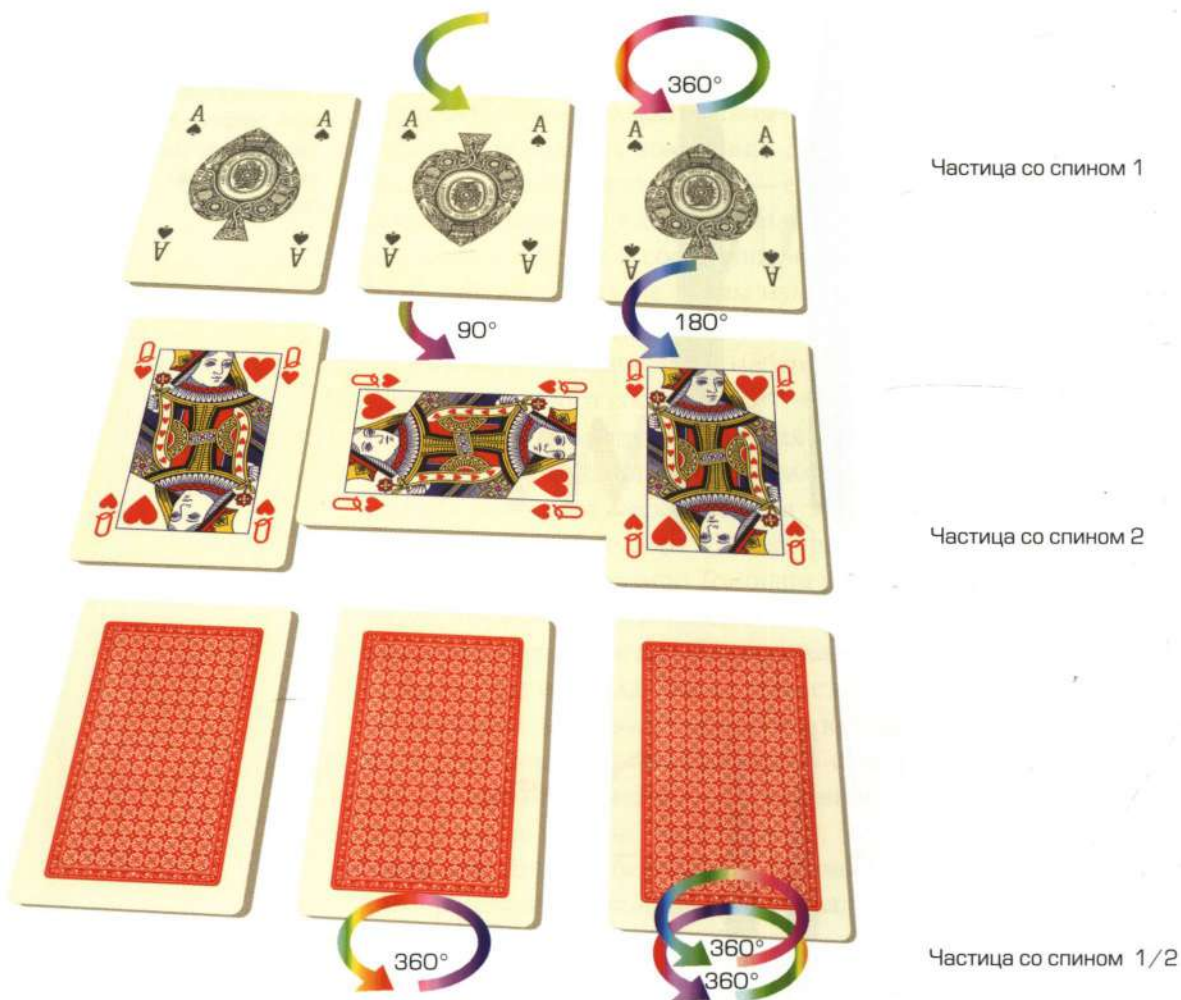 360°
A A A A A A
Частица со спином 1
A A A A A A
90° 180°
Q Q Q Q Q Q
Частица со спином 2
Q Q Q Q Q Q
360° 360°
360°
Частица со спином 1/2